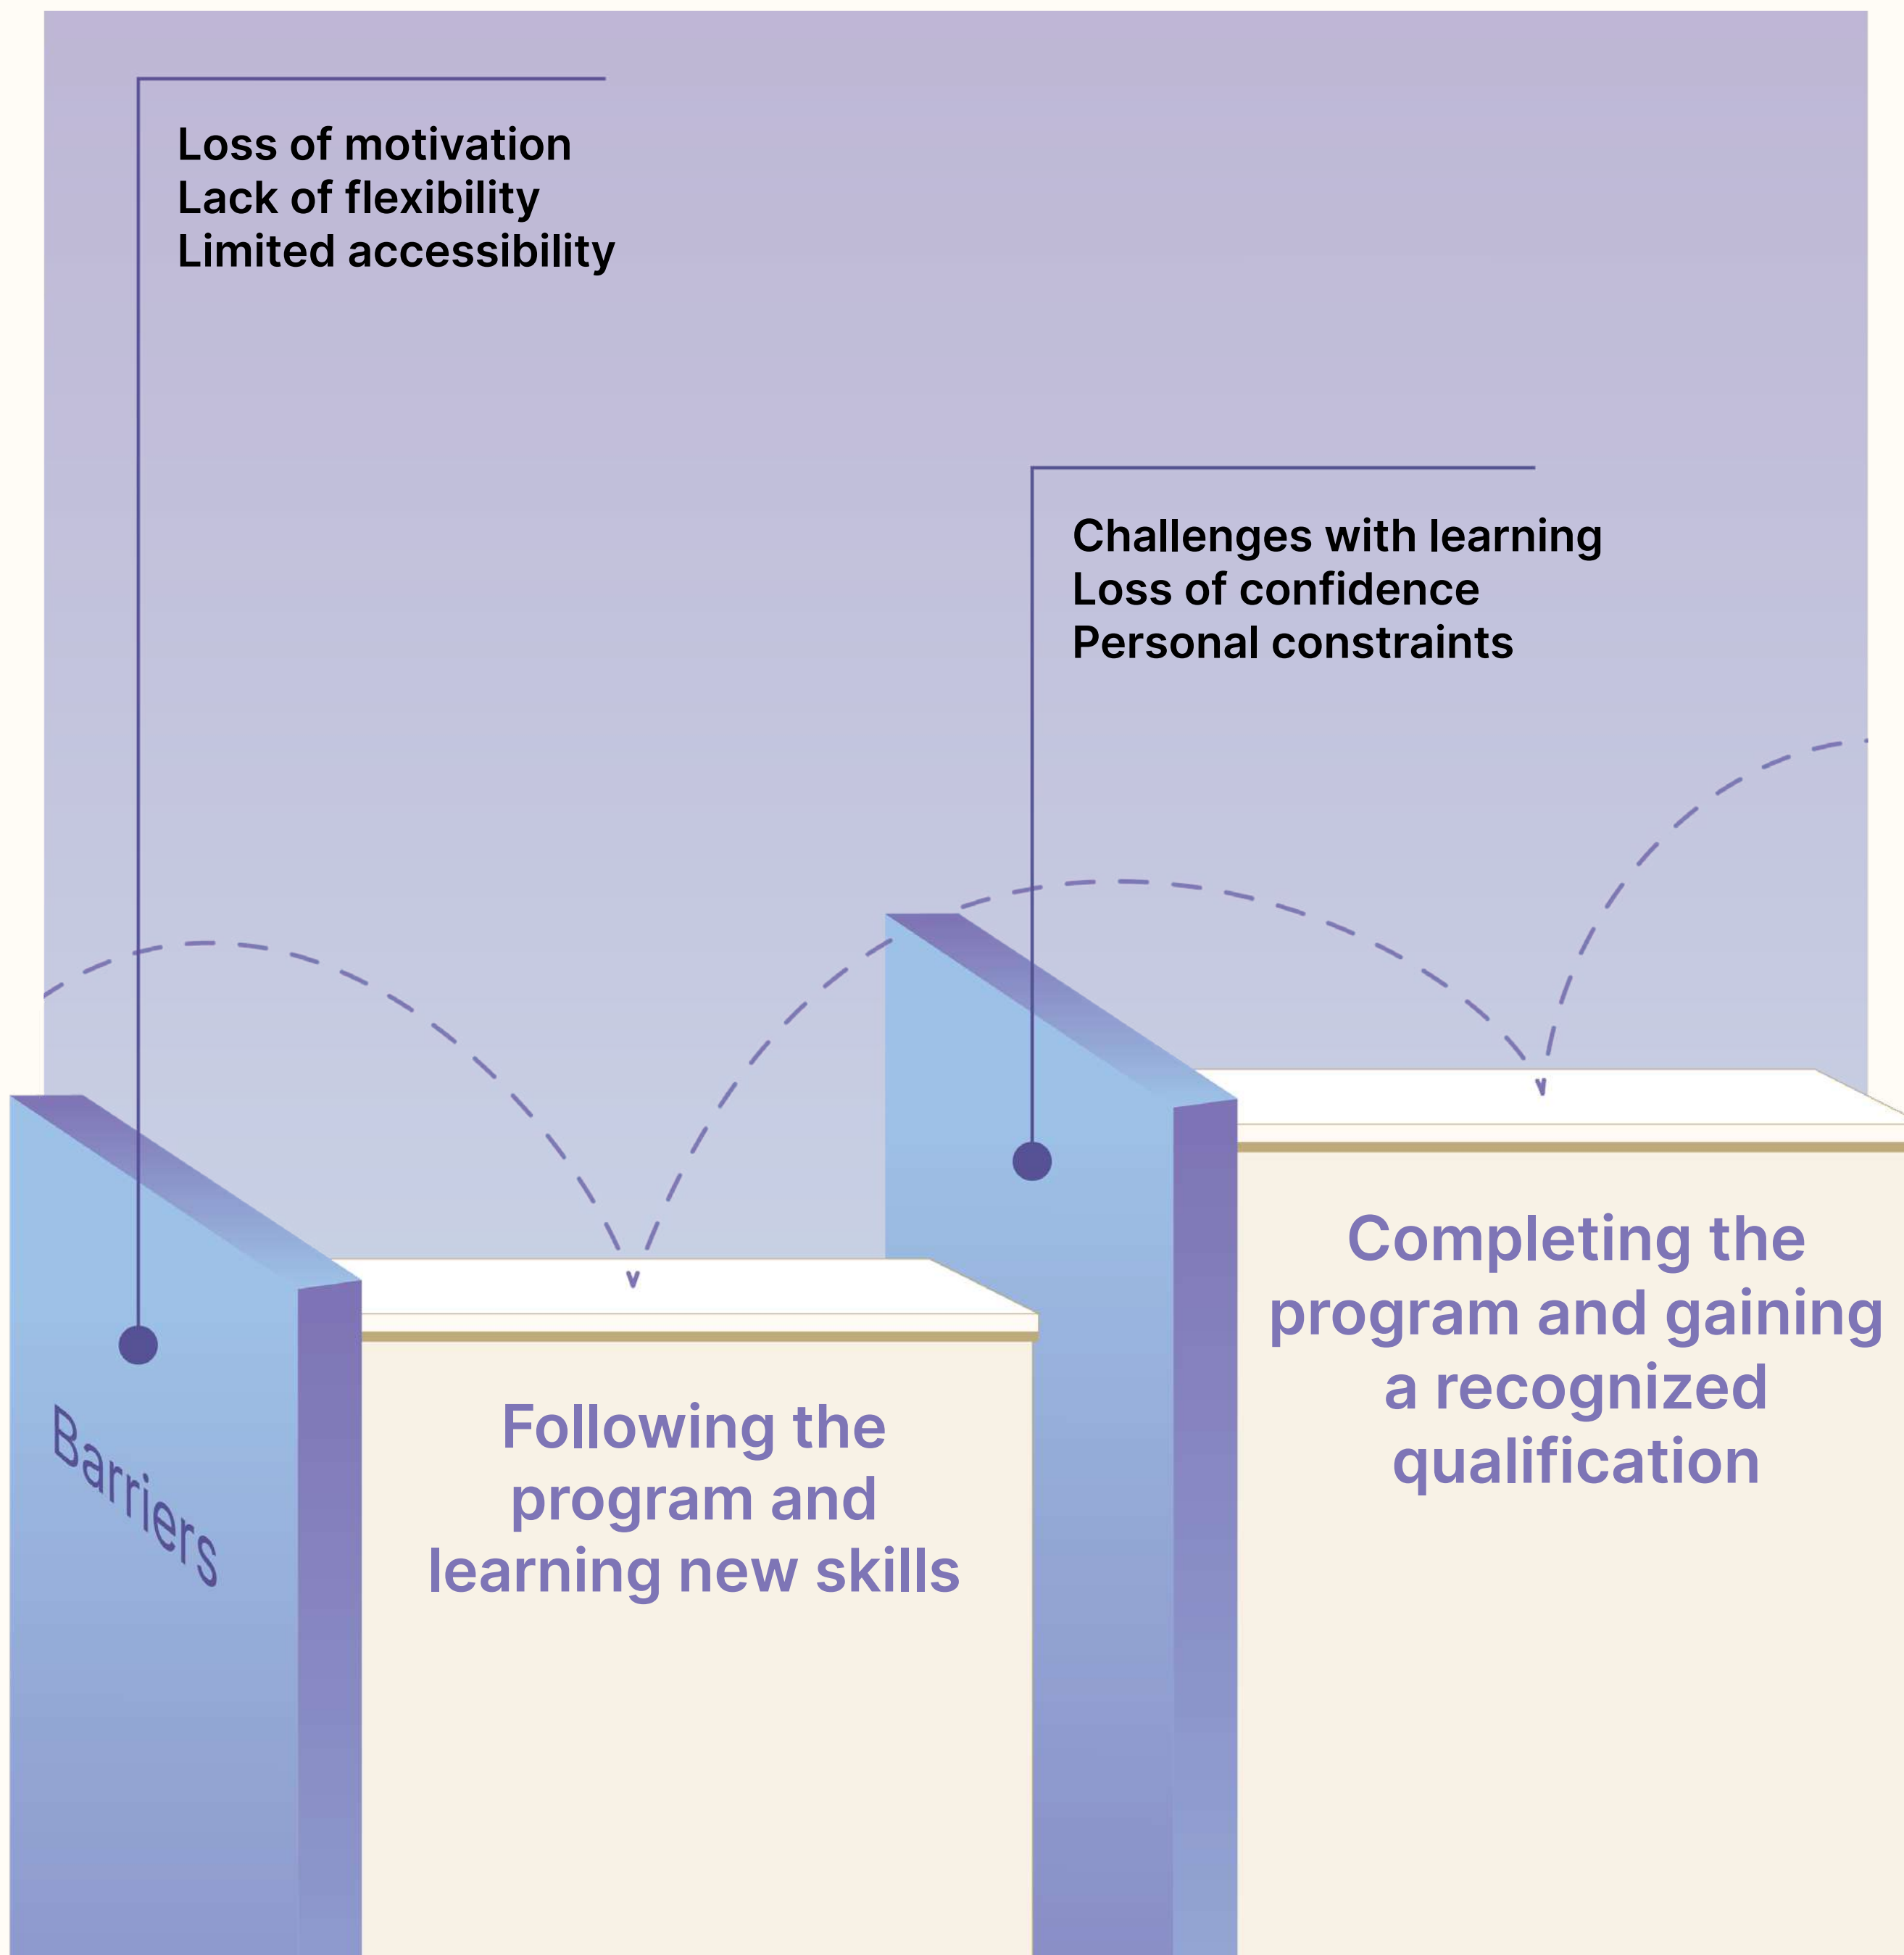 Loss of motivation
Lack of flexibility
Limited accessibility
Challenges with learning
Loss of confidence
Personal constraints
Barriers
Following the
program and
learning new skills
Completing the
program and gaining
a recognized
qualification